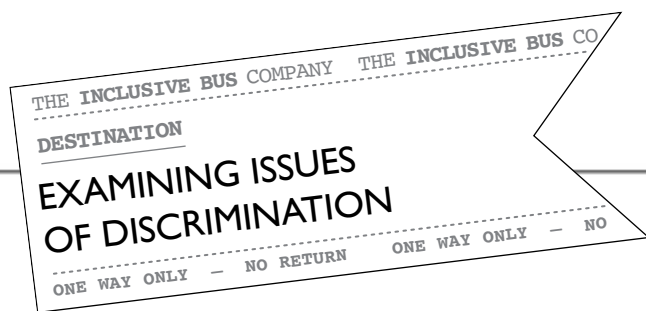 THE INCLUSIVE BUS COMPANY THE INCLUSIVE BUS CO
DESTINATION
EXAMINING ISSUES
OF DISCRIMINATION
ONE WAY ONLY – NO RETURN ONE WAY ONLY – NO